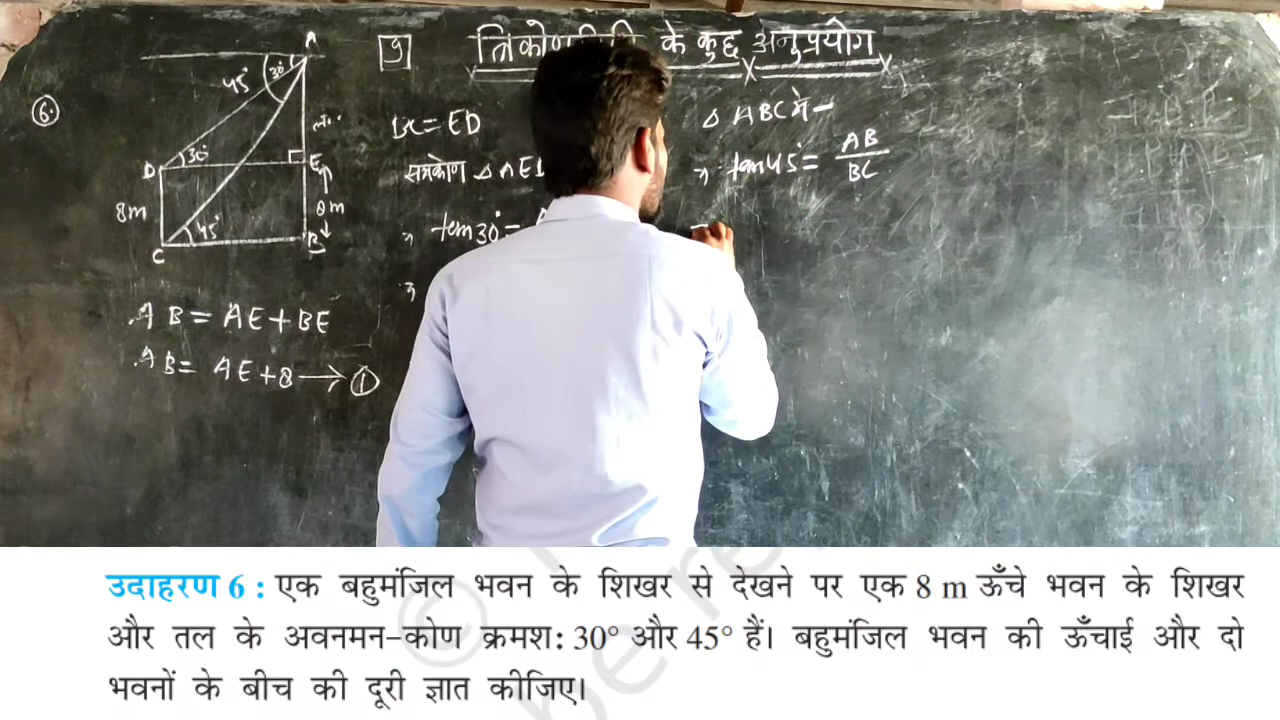 9 के कुछ अनुप्रयोग
6.
A
45° 30°
D 30° E
8m 8m
C 45° B
AB = AE + BE
AB = AE + 8 → ①
BC = ED
समकोण △ AE
tan 30° =
△ ABC में –
tan 45° = AB / BC
उदाहरण 6 : एक बहुमंजिल भवन के शिखर से देखने पर एक 8 m ऊँचे भवन के शिखर
और तल के अवनमन-कोण क्रमश: 30° और 45° हैं। बहुमंजिल भवन की ऊँचाई और दो
भवनों के बीच की दूरी ज्ञात कीजिए।